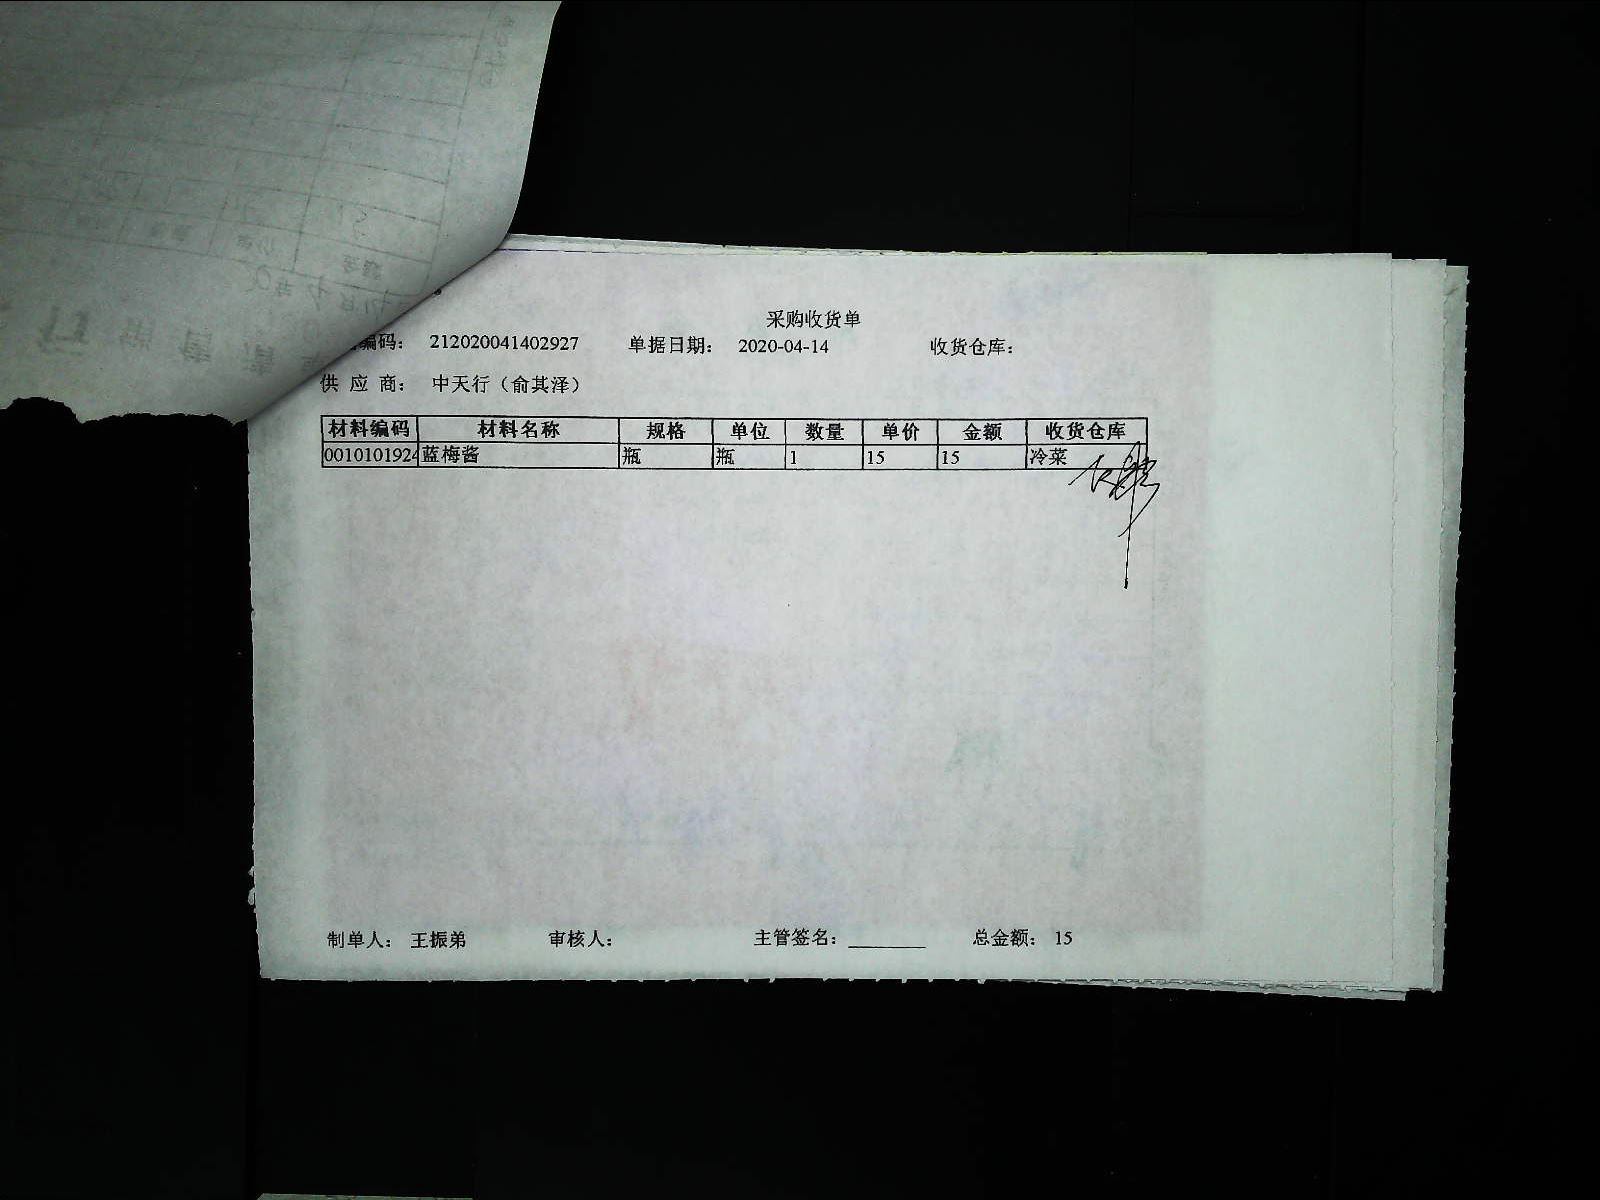 采购收货单
编码： 212020041402927 单据日期： 2020-04-14 收货仓库：
供 应 商： 中天行（俞其泽）
材料编码 材料名称 规格 单位 数量 单价 金额 收货仓库
0010101924 蓝梅酱 瓶 瓶 1 15 15 冷菜
制单人： 王振弟 审核人： 主管签名：________ 总金额： 15